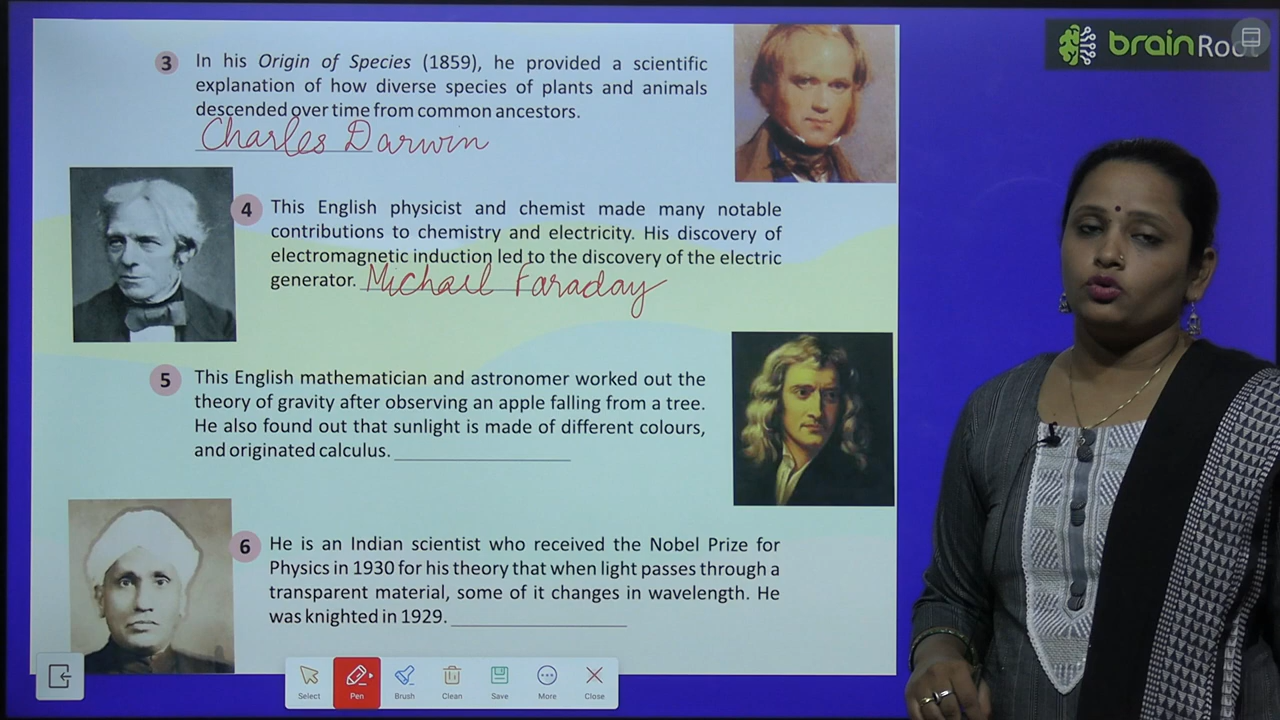 brainRoo
3 In his Origin of Species (1859), he provided a scientific
explanation of how diverse species of plants and animals
descended over time from common ancestors.
Charles Darwin
4 This English physicist and chemist made many notable
contributions to chemistry and electricity. His discovery of
electromagnetic induction led to the discovery of the electric
generator. Michael Faraday
5 This English mathematician and astronomer worked out the
theory of gravity after observing an apple falling from a tree.
He also found out that sunlight is made of different colours,
and originated calculus.
6 He is an Indian scientist who received the Nobel Prize for
Physics in 1930 for his theory that when light passes through a
transparent material, some of it changes in wavelength. He
was knighted in 1929.
Select Pen Brush Clean Save More Close